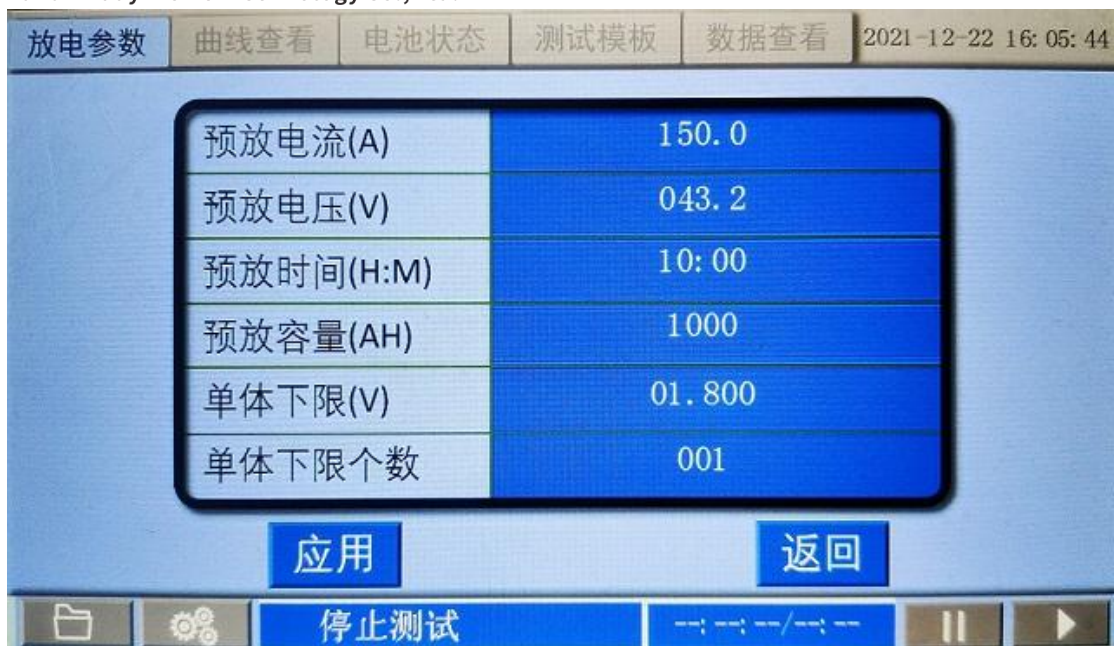 放电参数 曲线查看 电池状态 测试模板 数据查看 2021-12-22 16:05:44
预放电流(A) 150.0
预放电压(V) 043.2
预放时间(H:M) 10:00
预放容量(AH) 1000
单体下限(V) 01.800
单体下限个数 001
应用 返回
停止测试 --:--:--/--:--